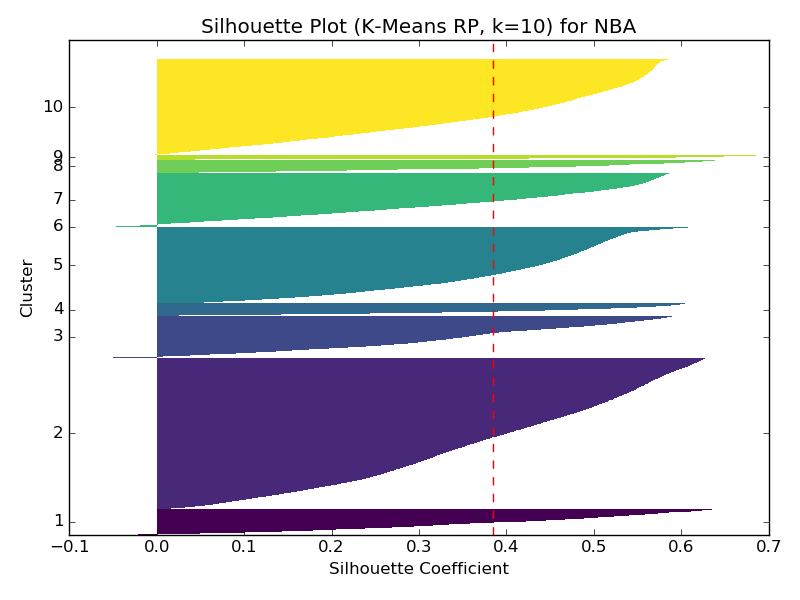 Silhouette Plot (K-Means RP, k=10) for NBA
10
9
8
7
6
5
4
3
2
1
Cluster
−0.1 0.0 0.1 0.2 0.3 0.4 0.5 0.6 0.7
Silhouette Coefficient